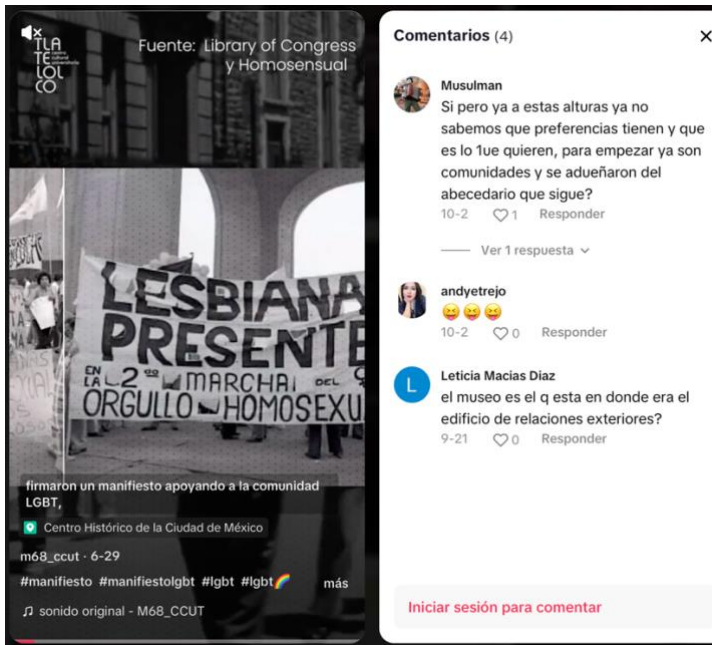 TLA
TE
LOL
CO
centro
cultural
universitario
Fuente: Library of Congress
y Homosensual
LESBIANA
PRESENTE
EN LA 2do MARCHA DEL
ORGULLO HOMOSEXU
firmaron un manifiesto apoyando a la comunidad
LGBT,
Centro Histórico de la Ciudad de México
m68_ccut · 6-29
#manifiesto #manifiestolgbt #lgbt #lgbt🌈 más
♫ sonido original - M68_CCUT
Comentarios (4)
Musulman
Si pero ya a estas alturas ya no
sabemos que preferencias tienen y que
es lo 1ue quieren, para empezar ya son
comunidades y se adueñaron del
abecedario que sigue?
10-2 1 Responder
Ver 1 respuesta
andyetrejo
😝😝😝
10-2 0 Responder
L
Leticia Macias Diaz
el museo es el q esta en donde era el
edificio de relaciones exteriores?
9-21 0 Responder
Iniciar sesión para comentar